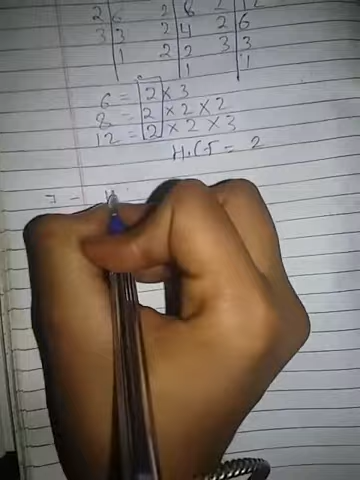 2 6 2 8 2 12
3 3 2 4 2 6
1 2 2 3 3
1 1
6 = 2 × 3
8 = 2 × 2 × 2
12 = 2 × 2 × 3
H.C.F = 2